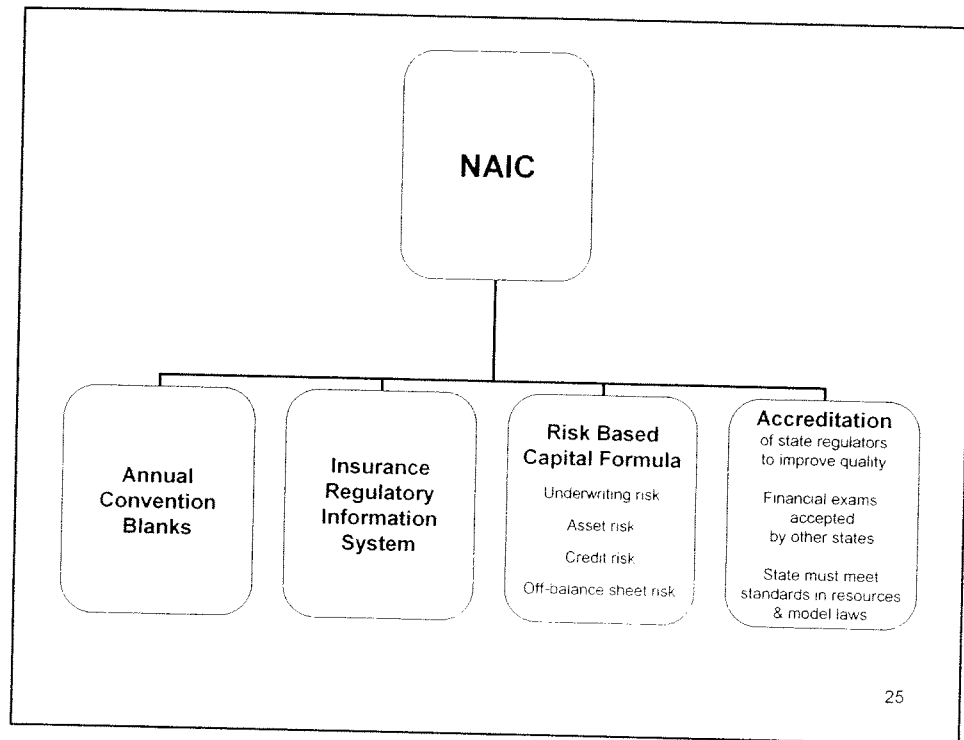 NAIC
Annual
Convention
Blanks
Insurance
Regulatory
Information
System
Risk Based
Capital Formula
Underwriting risk
Asset risk
Credit risk
Off-balance sheet risk
Accreditation
of state regulators
to improve quality
Financial exams
accepted
by other states
State must meet
standards in resources
& model laws
25